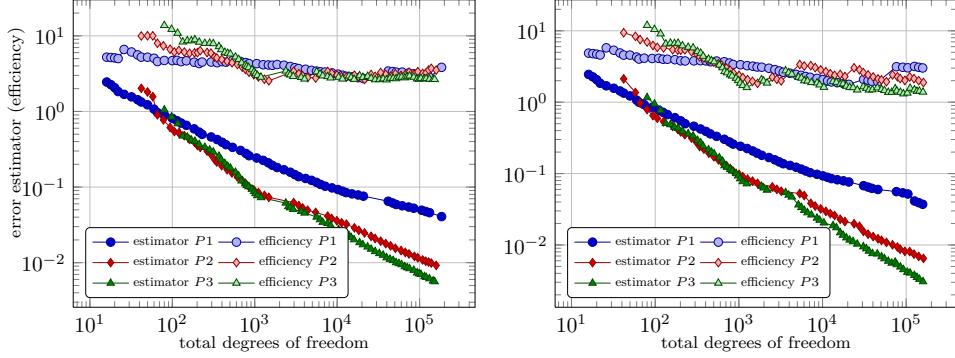 error estimator (efficiency)
10^1
10^0
10^−1
10^−2
estimator P1
efficiency P1
estimator P2
efficiency P2
estimator P3
efficiency P3
10^1
10^2
10^3
10^4
10^5
total degrees of freedom
10^1
10^0
10^−1
10^−2
estimator P1
efficiency P1
estimator P2
efficiency P2
estimator P3
efficiency P3
10^1
10^2
10^3
10^4
10^5
total degrees of freedom